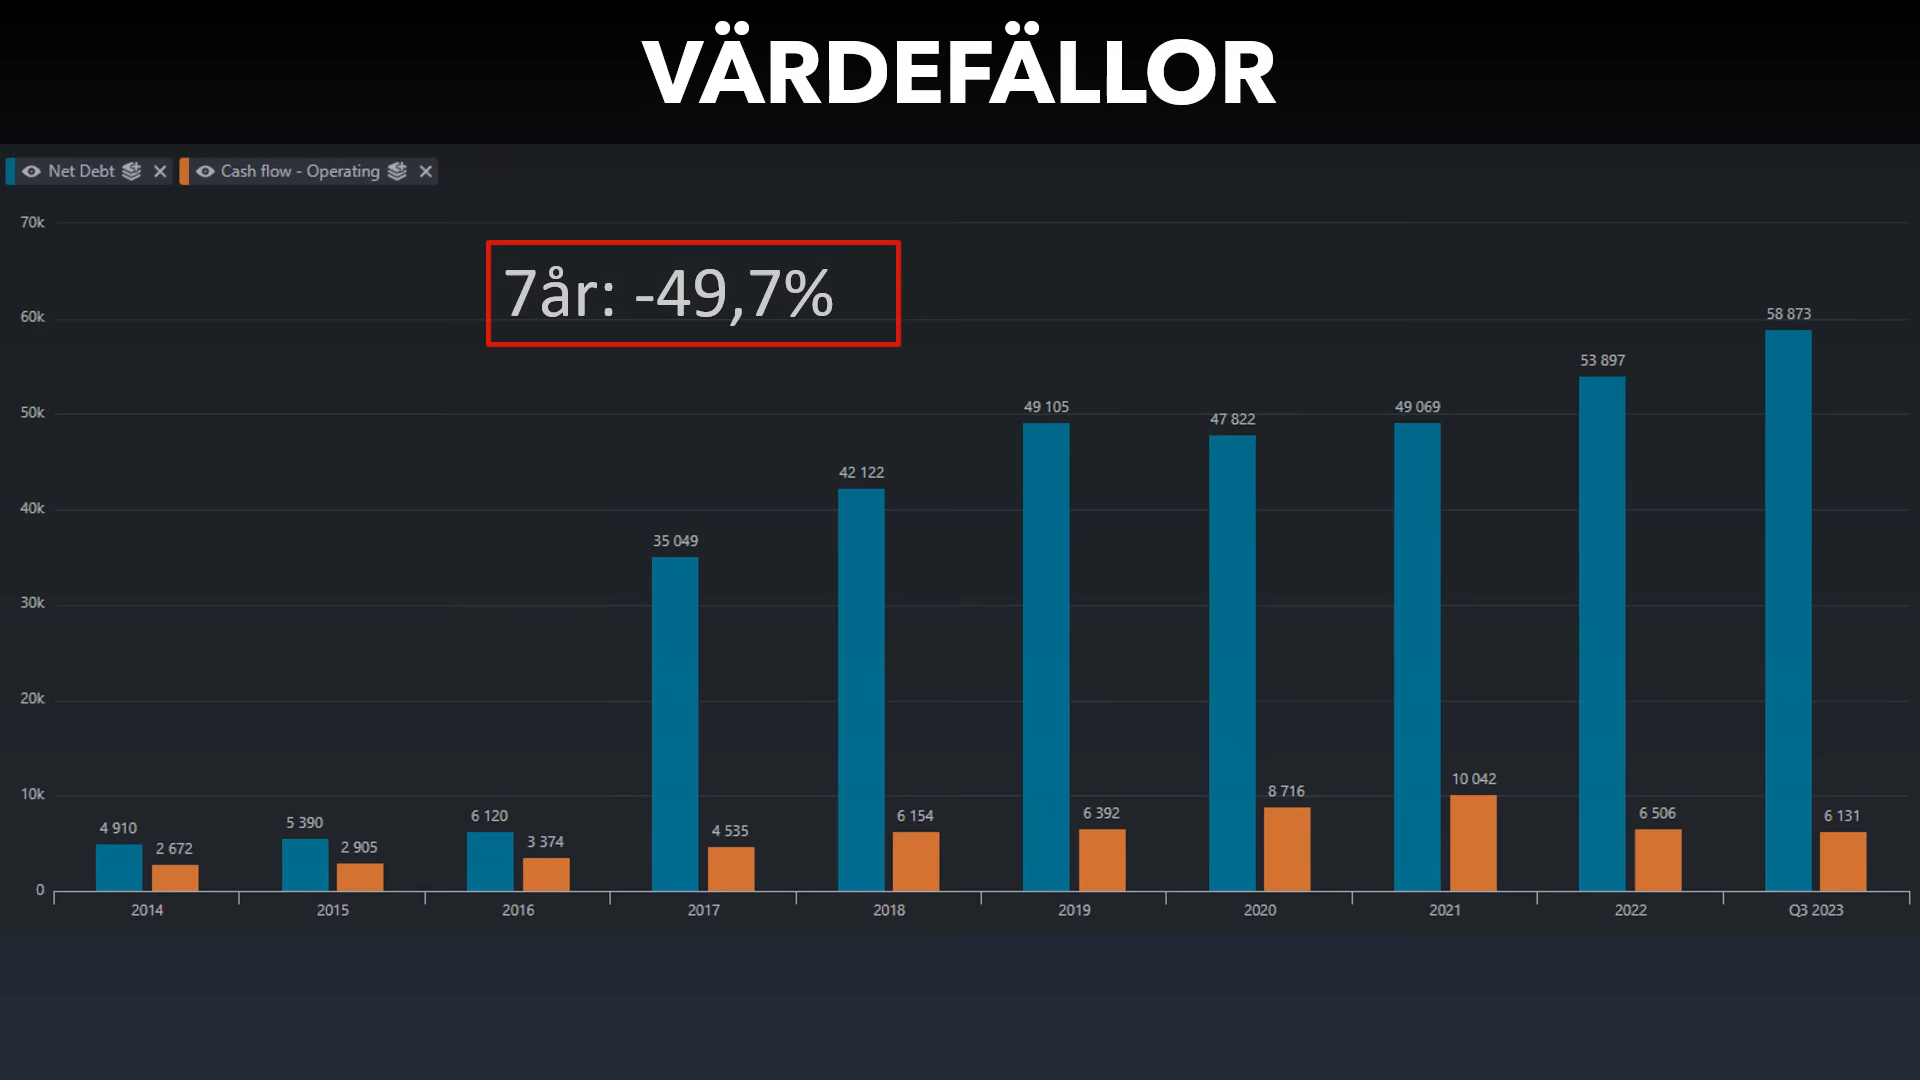 VÄRDEFÄLLOR
Net Debt
Cash flow - Operating
70k
7år: -49,7%
60k
58 873
53 897
50k
49 105
47 822
49 069
42 122
40k
35 049
30k
20k
10k
4 910
2 672
5 390
2 905
6 120
3 374
4 535
6 154
6 392
8 716
10 042
6 506
6 131
0
2014
2015
2016
2017
2018
2019
2020
2021
2022
Q3 2023